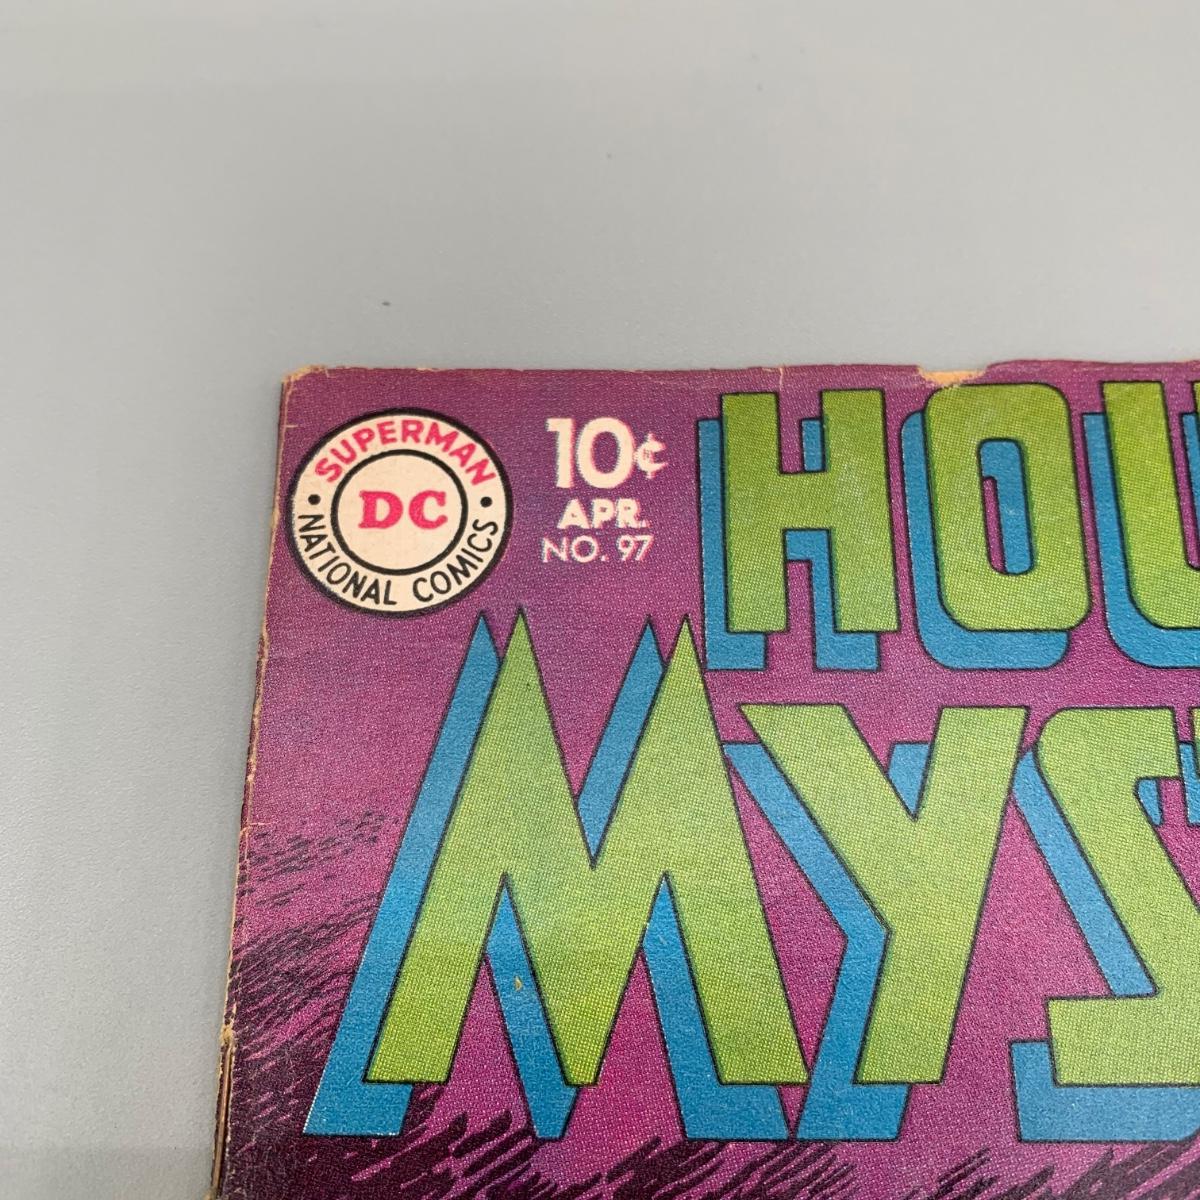 SUPERMAN
DC
NATIONAL COMICS
10¢
APR.
NO. 97
HOU
MYS